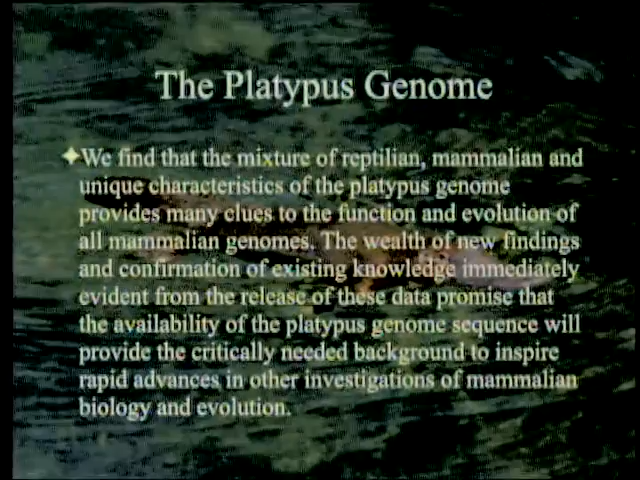 The Platypus Genome
✦We find that the mixture of reptilian, mammalian and
unique characteristics of the platypus genome
provides many clues to the function and evolution of
all mammalian genomes. The wealth of new findings
and confirmation of existing knowledge immediately
evident from the release of these data promise that
the availability of the platypus genome sequence will
provide the critically needed background to inspire
rapid advances in other investigations of mammalian
biology and evolution.